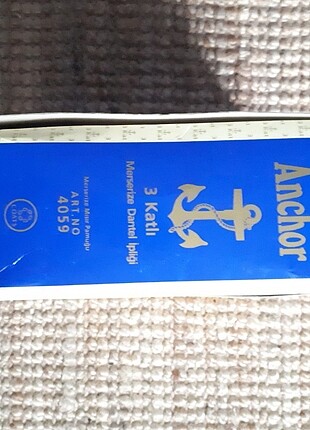 Anchor
3 Katlı
Merserize Dantel İpliği
Merserize Mısır Pamuğu
ART.NO
4059